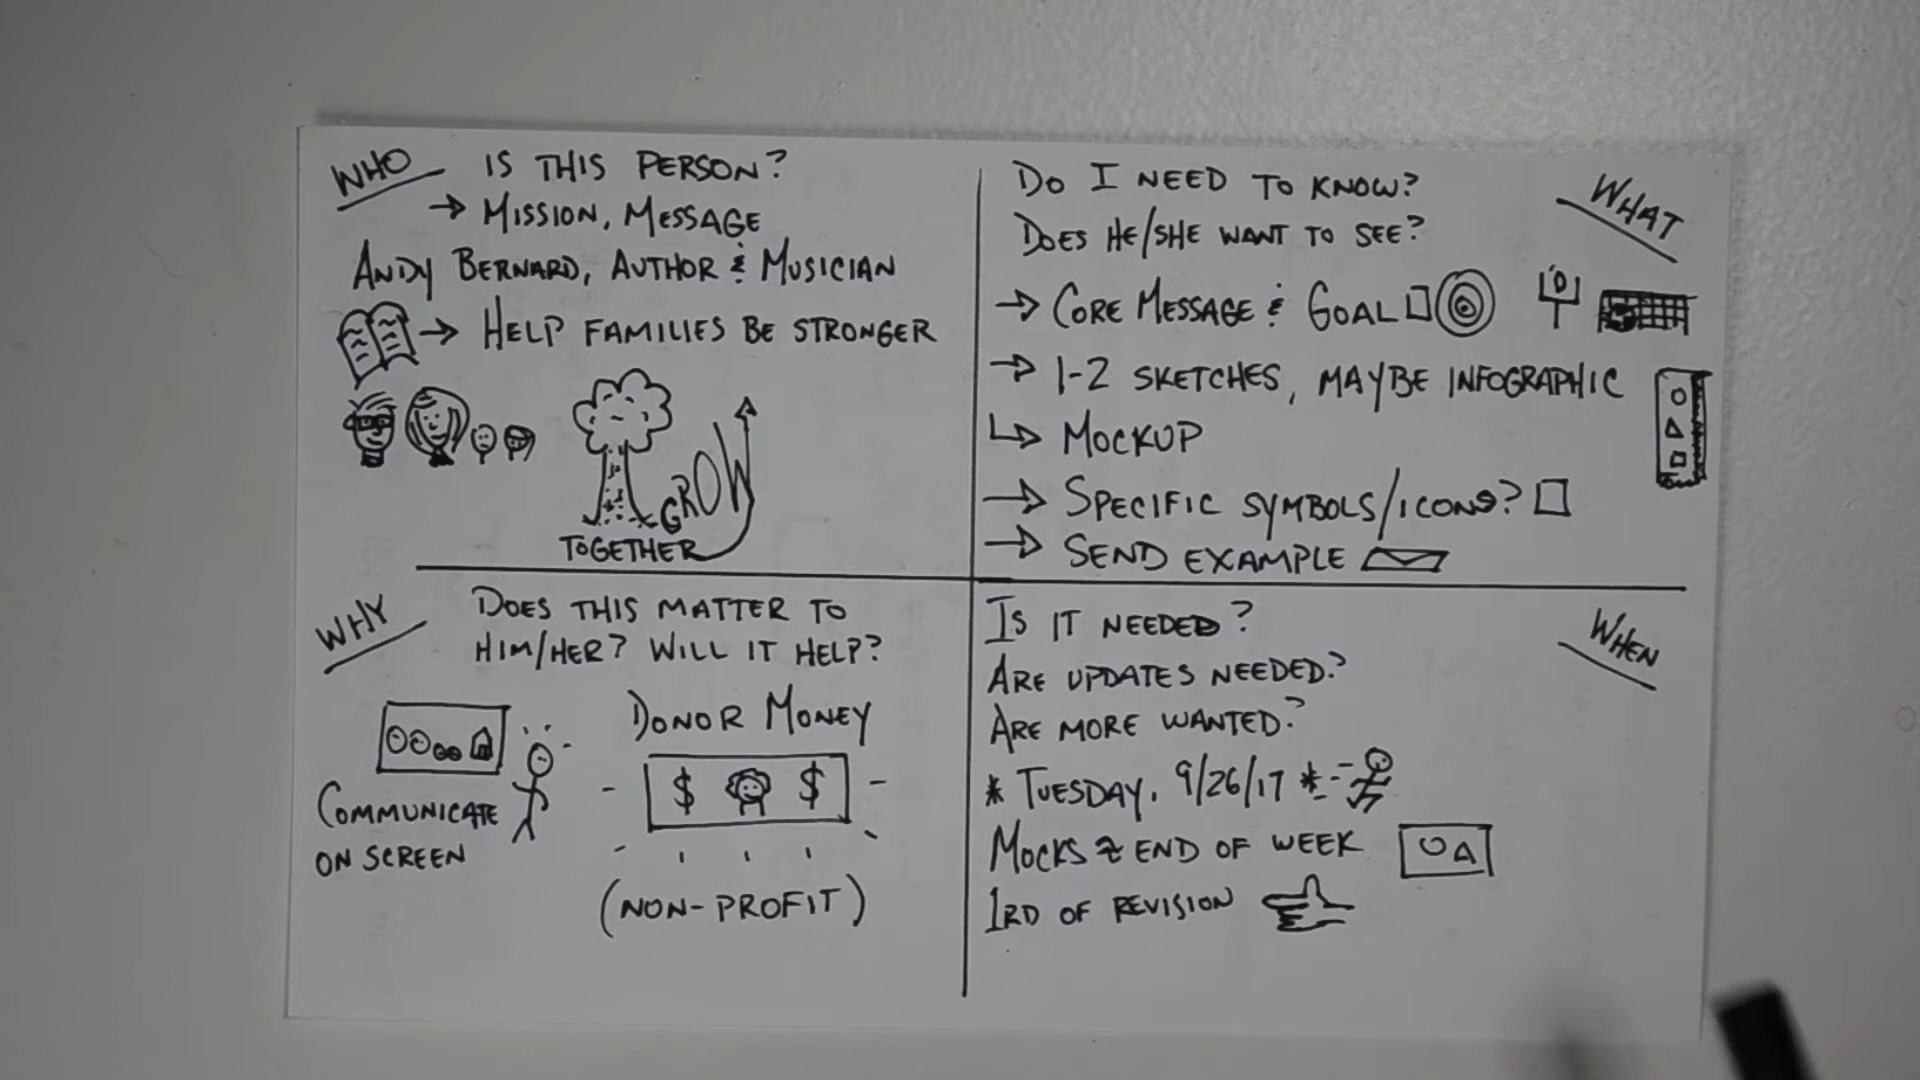 WHO IS THIS PERSON?
→ MISSION, MESSAGE
ANDY BERNARD, AUTHOR & MUSICIAN
→ HELP FAMILIES BE STRONGER
GROW
TOGETHER
WHAT
DO I NEED TO KNOW?
DOES HE/SHE WANT TO SEE?
→ CORE MESSAGE & GOAL
→ 1-2 SKETCHES, MAYBE INFOGRAPHIC
↳ MOCKUP
→ SPECIFIC SYMBOLS/ICONS?
→ SEND EXAMPLE
WHY
DOES THIS MATTER TO
HIM/HER? WILL IT HELP?
COMMUNICATE
ON SCREEN
DONOR MONEY
$ $
(NON-PROFIT)
WHEN
IS IT NEEDED?
ARE UPDATES NEEDED?
ARE MORE WANTED?
* TUESDAY, 9/26/17 *
MOCKS ~ END OF WEEK
1RD OF REVISION